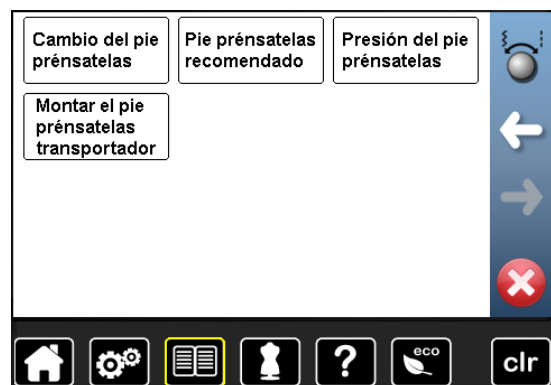 Cambio del pie
prénsatelas
Pie prénsatelas
recomendado
Presión del pie
prénsatelas
Montar el pie
prénsatelas
transportador
?
eco
clr